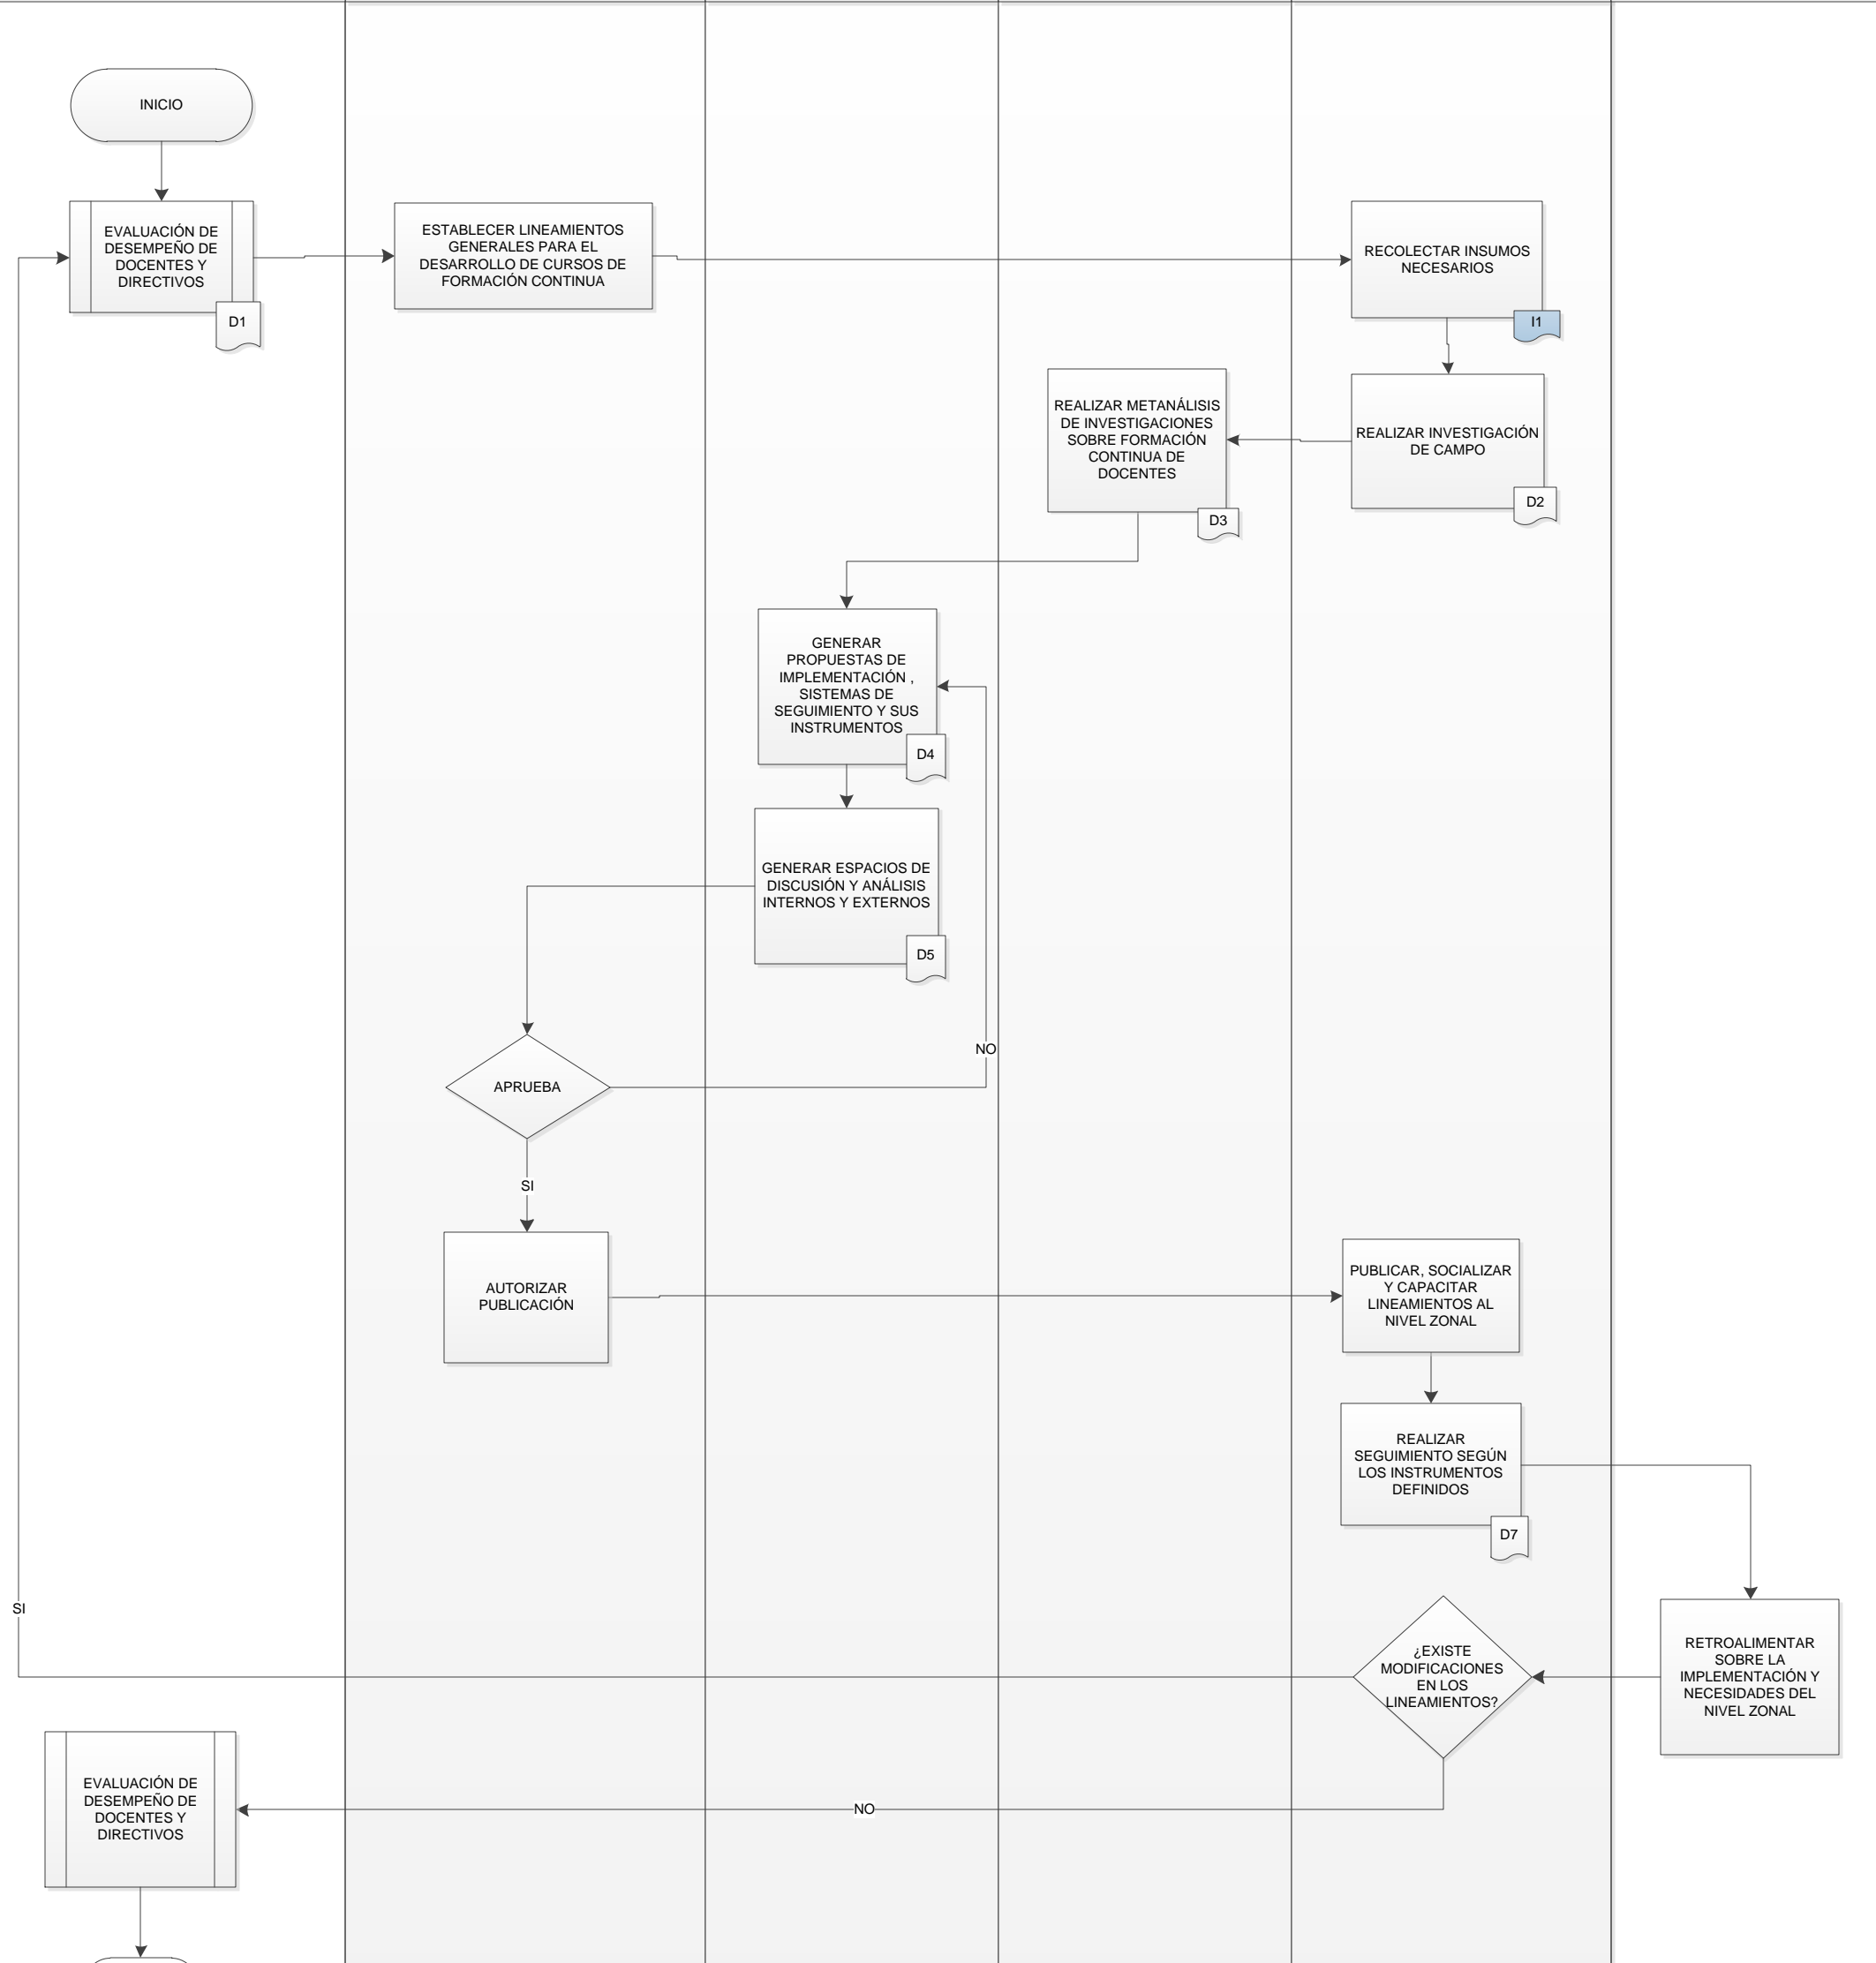 INICIO
EVALUACIÓN DE
DESEMPEÑO DE
DOCENTES Y
DIRECTIVOS
D1
ESTABLECER LINEAMIENTOS
GENERALES PARA EL
DESARROLLO DE CURSOS DE
FORMACIÓN CONTINUA
RECOLECTAR INSUMOS
NECESARIOS
I1
REALIZAR INVESTIGACIÓN
DE CAMPO
D2
REALIZAR METANÁLISIS
DE INVESTIGACIONES
SOBRE FORMACIÓN
CONTINUA DE
DOCENTES
D3
GENERAR
PROPUESTAS DE
IMPLEMENTACIÓN ,
SISTEMAS DE
SEGUIMIENTO Y SUS
INSTRUMENTOS
D4
GENERAR ESPACIOS DE
DISCUSIÓN Y ANÁLISIS
INTERNOS Y EXTERNOS
D5
APRUEBA
NO
SI
AUTORIZAR
PUBLICACIÓN
PUBLICAR, SOCIALIZAR
Y CAPACITAR
LINEAMIENTOS AL
NIVEL ZONAL
REALIZAR
SEGUIMIENTO SEGÚN
LOS INSTRUMENTOS
DEFINIDOS
D7
RETROALIMENTAR
SOBRE LA
IMPLEMENTACIÓN Y
NECESIDADES DEL
NIVEL ZONAL
¿EXISTE
MODIFICACIONES
EN LOS
LINEAMIENTOS?
SI
NO
EVALUACIÓN DE
DESEMPEÑO DE
DOCENTES Y
DIRECTIVOS